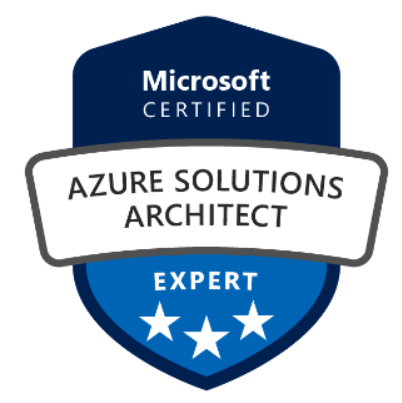 Microsoft
CERTIFIED
AZURE SOLUTIONS
ARCHITECT
EXPERT